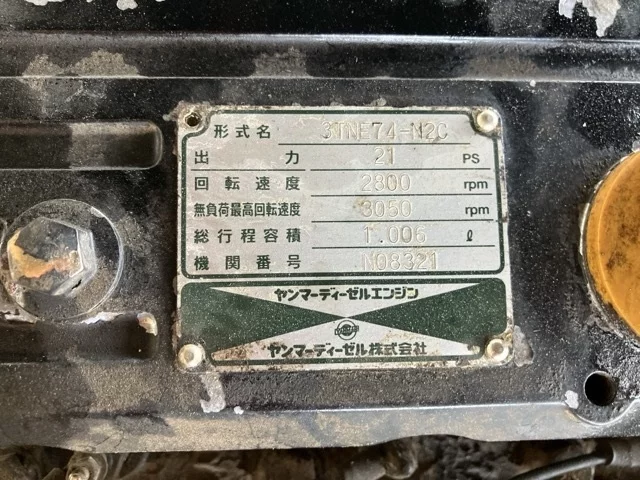 形式名 3TNE74-N2C
出力 21 PS
回転速度 2800 rpm
無負荷最高回転速度 3050 rpm
総行程容積 1.006 ℓ
機関番号 N08321
ヤンマーディーゼルエンジン
ヤンマーディーゼル株式会社